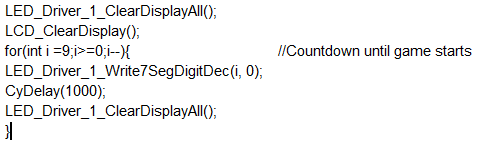 LED_Driver_1_ClearDisplayAll();
LCD_ClearDisplay();
for(int i =9;i>=0;i--){ //Countdown until game starts
LED_Driver_1_Write7SegDigitDec(i, 0);
CyDelay(1000);
LED_Driver_1_ClearDisplayAll();
}